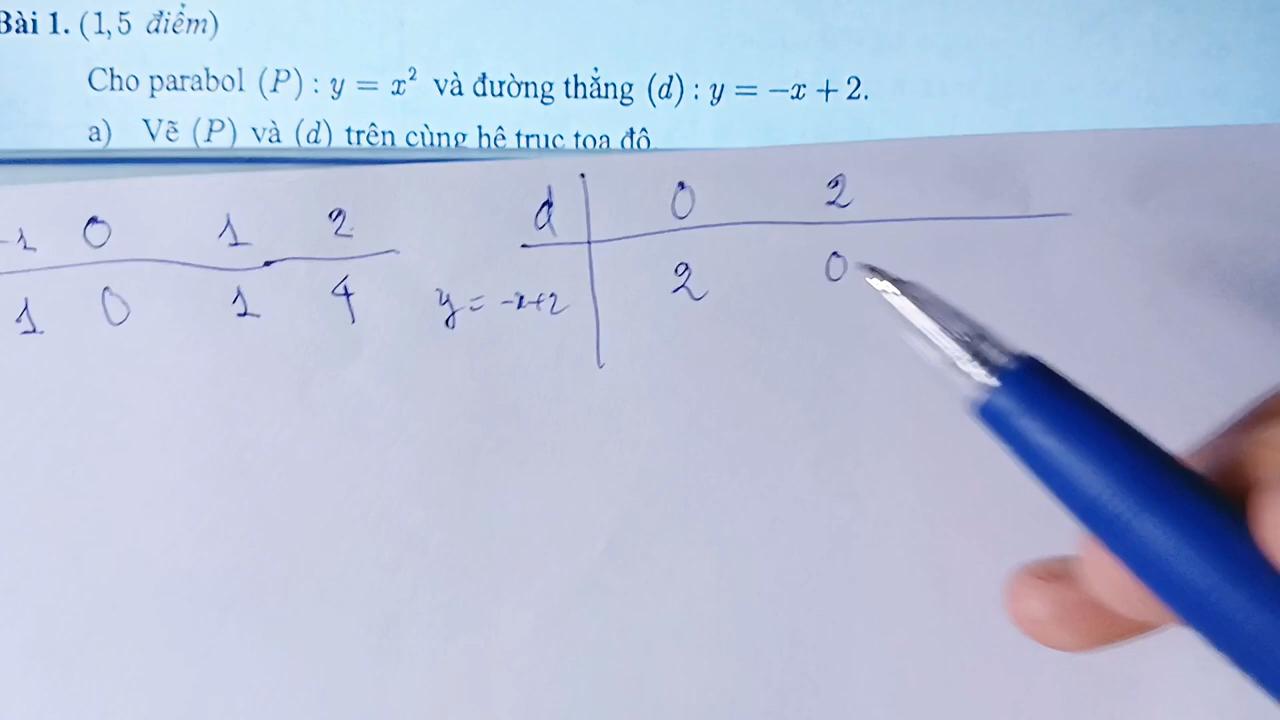 Bài 1. (1,5 điểm)
Cho parabol (P) : y = x² và đường thẳng (d) : y = −x + 2.
a) Vẽ (P) và (d) trên cùng hệ trục tọa độ
-1 0 1 2
1 0 1 4
d 0 2
y = -x+2 2 0